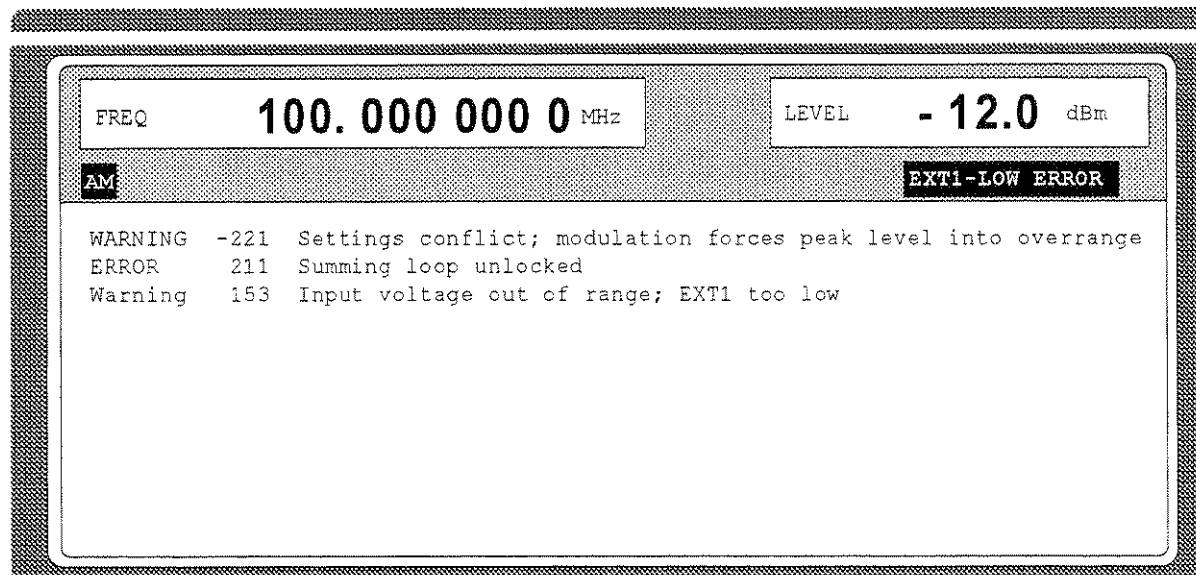 FREQ 100. 000 000 0 MHz LEVEL - 12.0 dBm
AM EXT1-LOW ERROR
WARNING -221 Settings conflict; modulation forces peak level into overrange
ERROR 211 Summing loop unlocked
Warning 153 Input voltage out of range; EXT1 too low